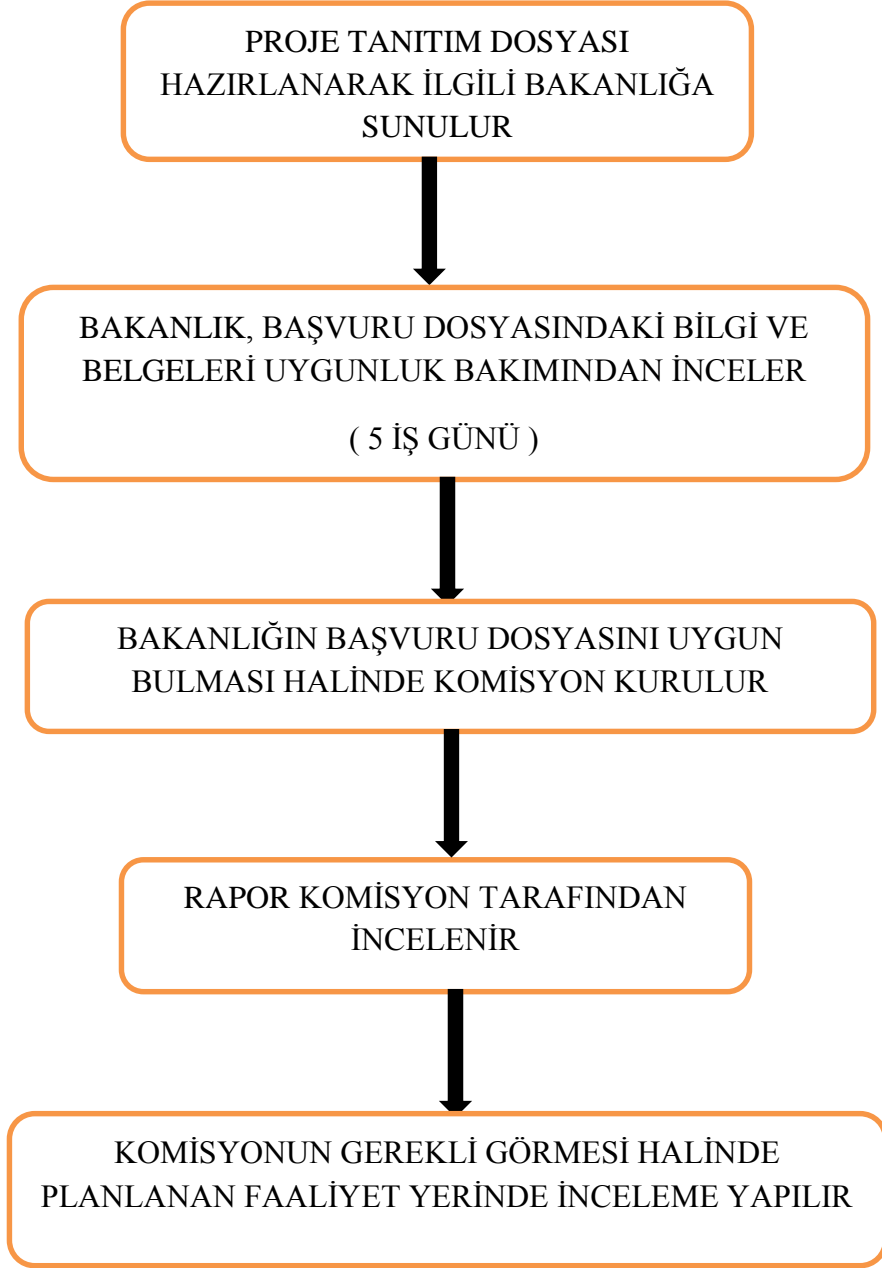 PROJE TANITIM DOSYASI
HAZIRLANARAK İLGİLİ BAKANLIĞA
SUNULUR
BAKANLIK, BAŞVURU DOSYASINDAKİ BİLGİ VE
BELGELERİ UYGUNLUK BAKIMINDAN İNCELER
( 5 İŞ GÜNÜ )
BAKANLIĞIN BAŞVURU DOSYASINI UYGUN
BULMASI HALİNDE KOMİSYON KURULUR
RAPOR KOMİSYON TARAFINDAN
İNCELENİR
KOMİSYONUN GEREKLİ GÖRMESİ HALİNDE
PLANLANAN FAALİYET YERİNDE İNCELEME YAPILIR